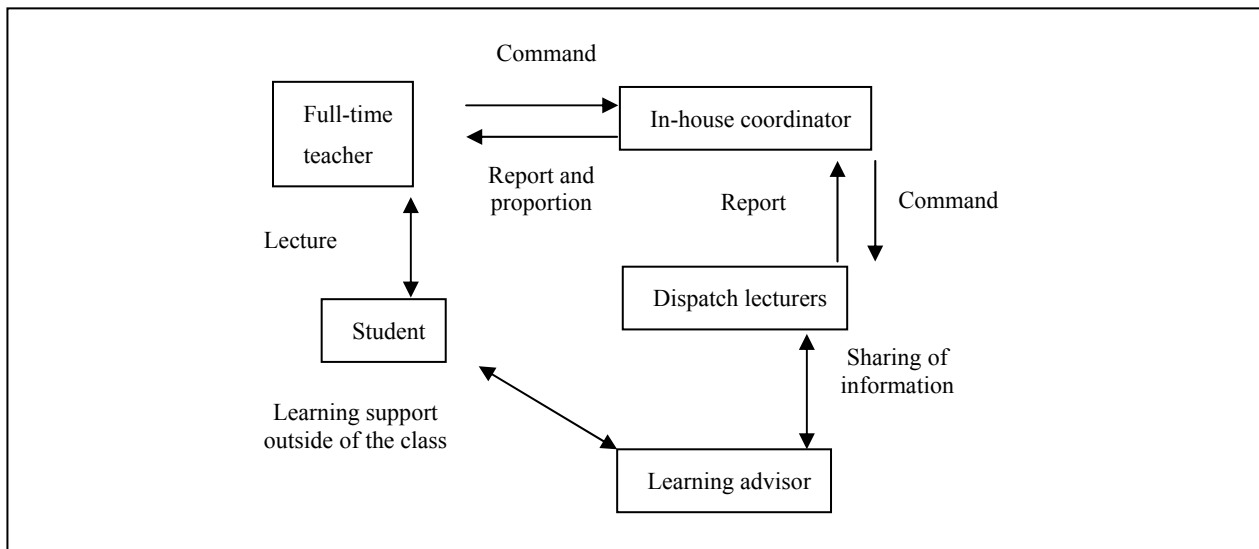 Command
Full-time
teacher
In-house coordinator
Report and
proportion
Report
Command
Lecture
Dispatch lecturers
Student
Sharing of
information
Learning support
outside of the class
Learning advisor